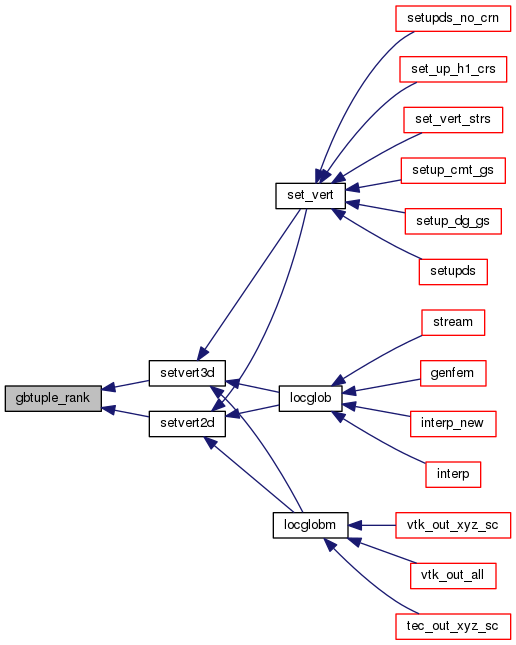 setupds_no_crn
set_up_h1_crs
set_vert_strs
setup_cmt_gs
set_vert
setup_dg_gs
setupds
stream
setvert3d
genfem
gbtuple_rank
locglob
setvert2d
interp_new
interp
locglobm
vtk_out_xyz_sc
vtk_out_all
tec_out_xyz_sc